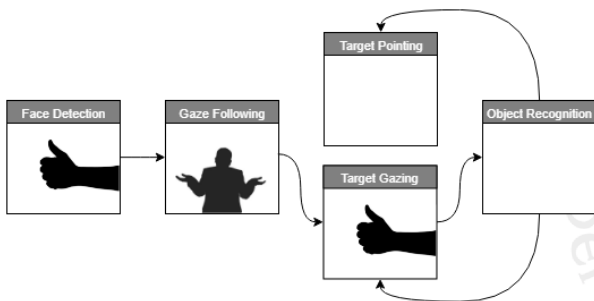 Target Pointing
Face Detection
Gaze Following
Object Recognition
Target Gazing